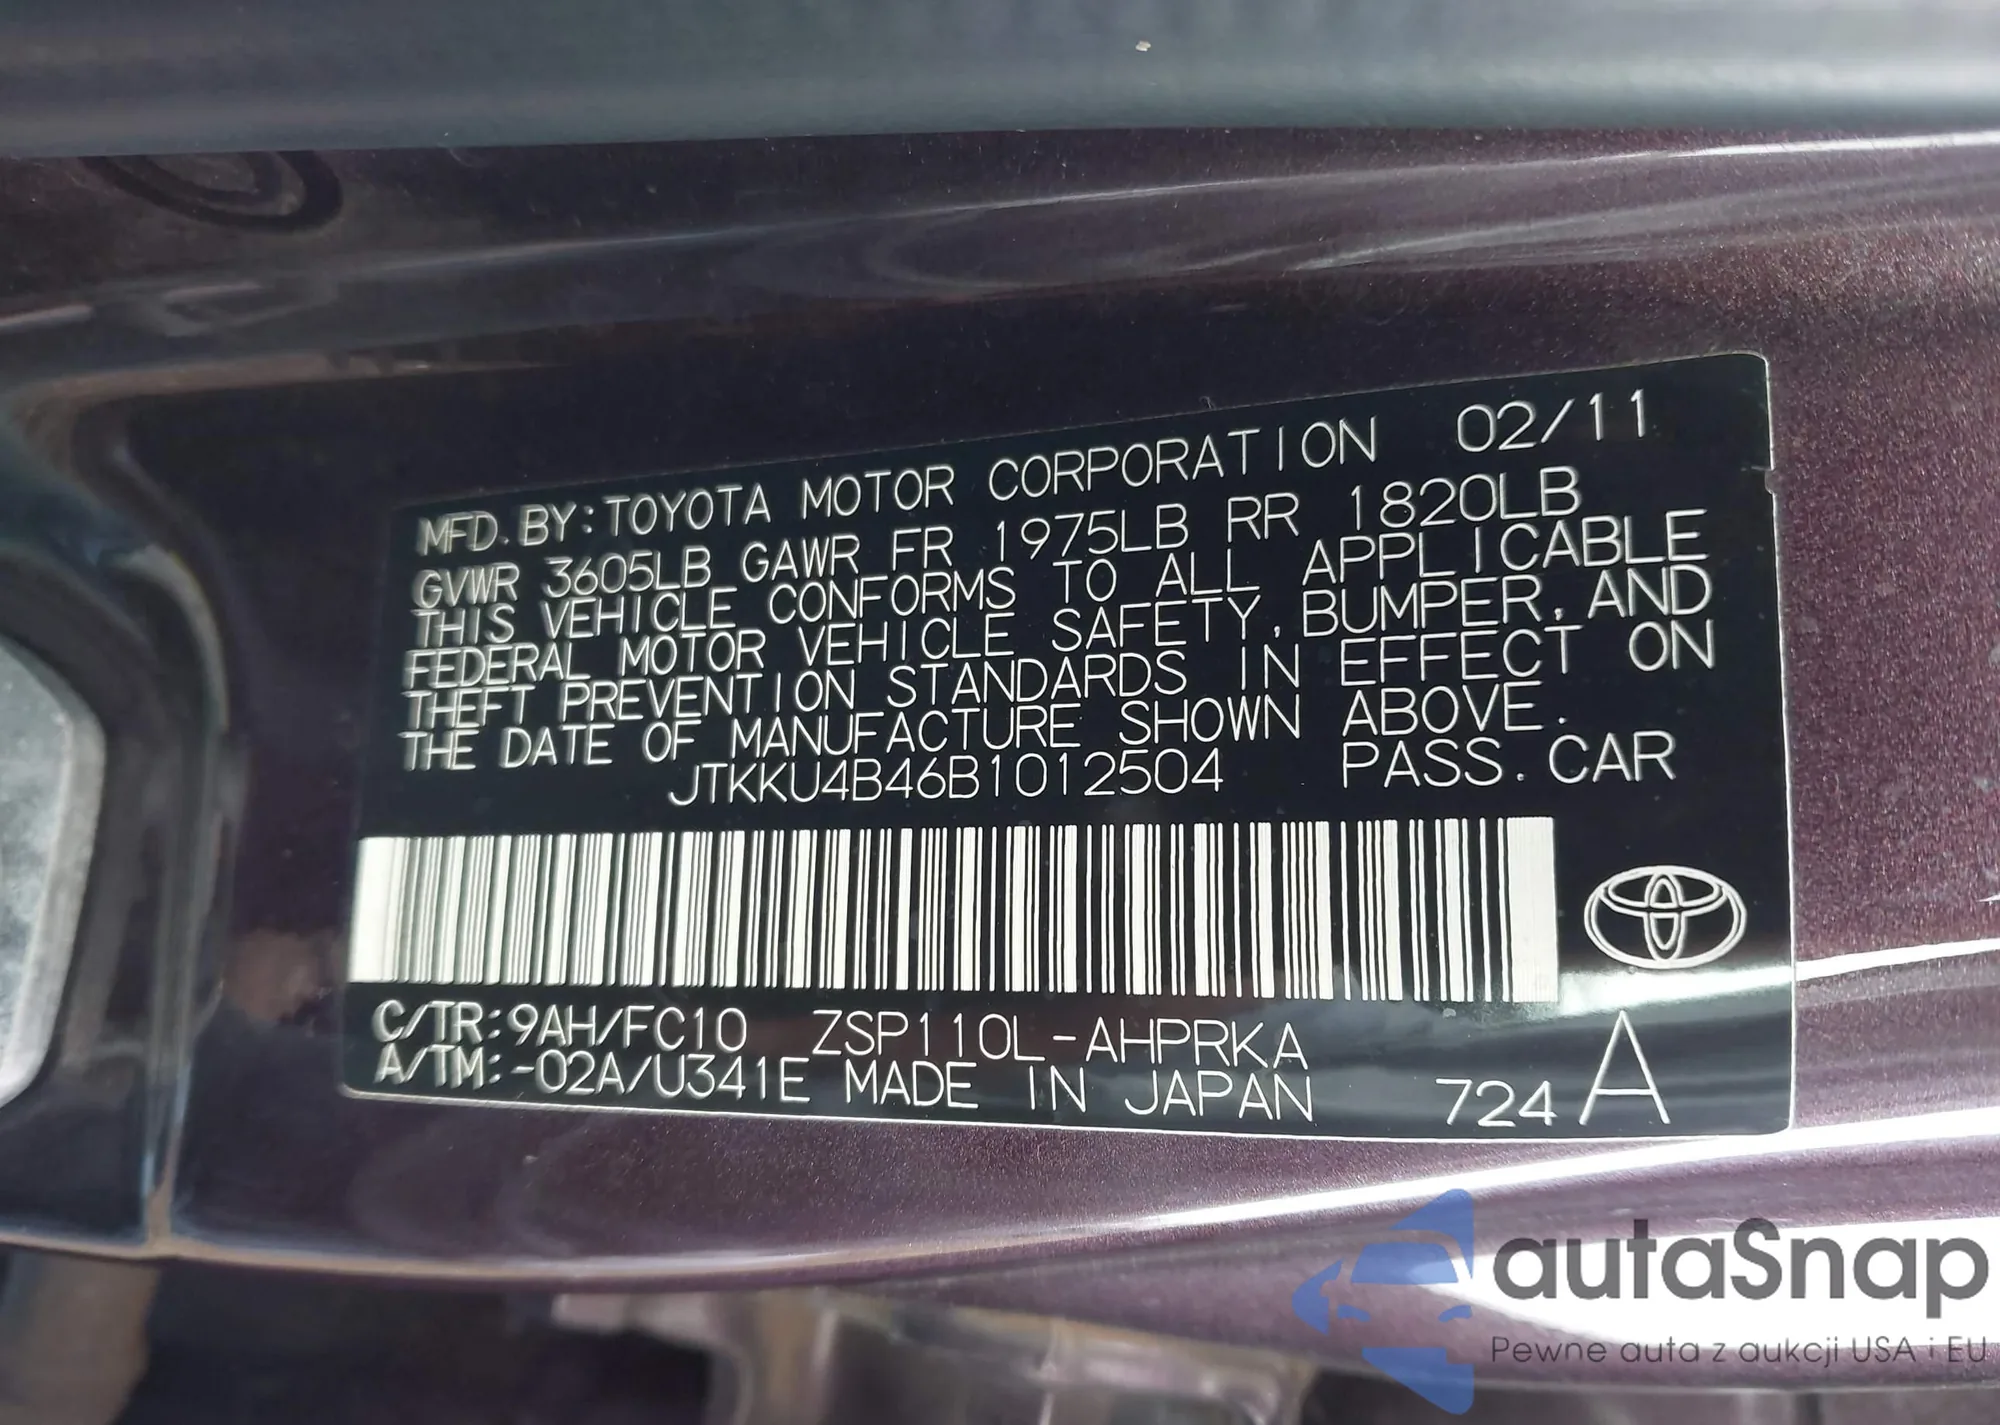 MFD. BY: TOYOTA MOTOR CORPORATION 02/11
GVWR 3605LB GAWR FR 1975LB RR 1820LB
THIS VEHICLE CONFORMS TO ALL APPLICABLE
FEDERAL MOTOR VEHICLE SAFETY, BUMPER, AND
THEFT PREVENTION STANDARDS IN EFFECT ON
THE DATE OF MANUFACTURE SHOWN ABOVE.
JTKKU4B46B1012504 PASS. CAR
C/TR: 9AH/FC10 ZSP110L-AHPRKA
A/TM: -02A/U341E MADE IN JAPAN 724 A
autaSnap
Pewne auta z aukcji USA i EU